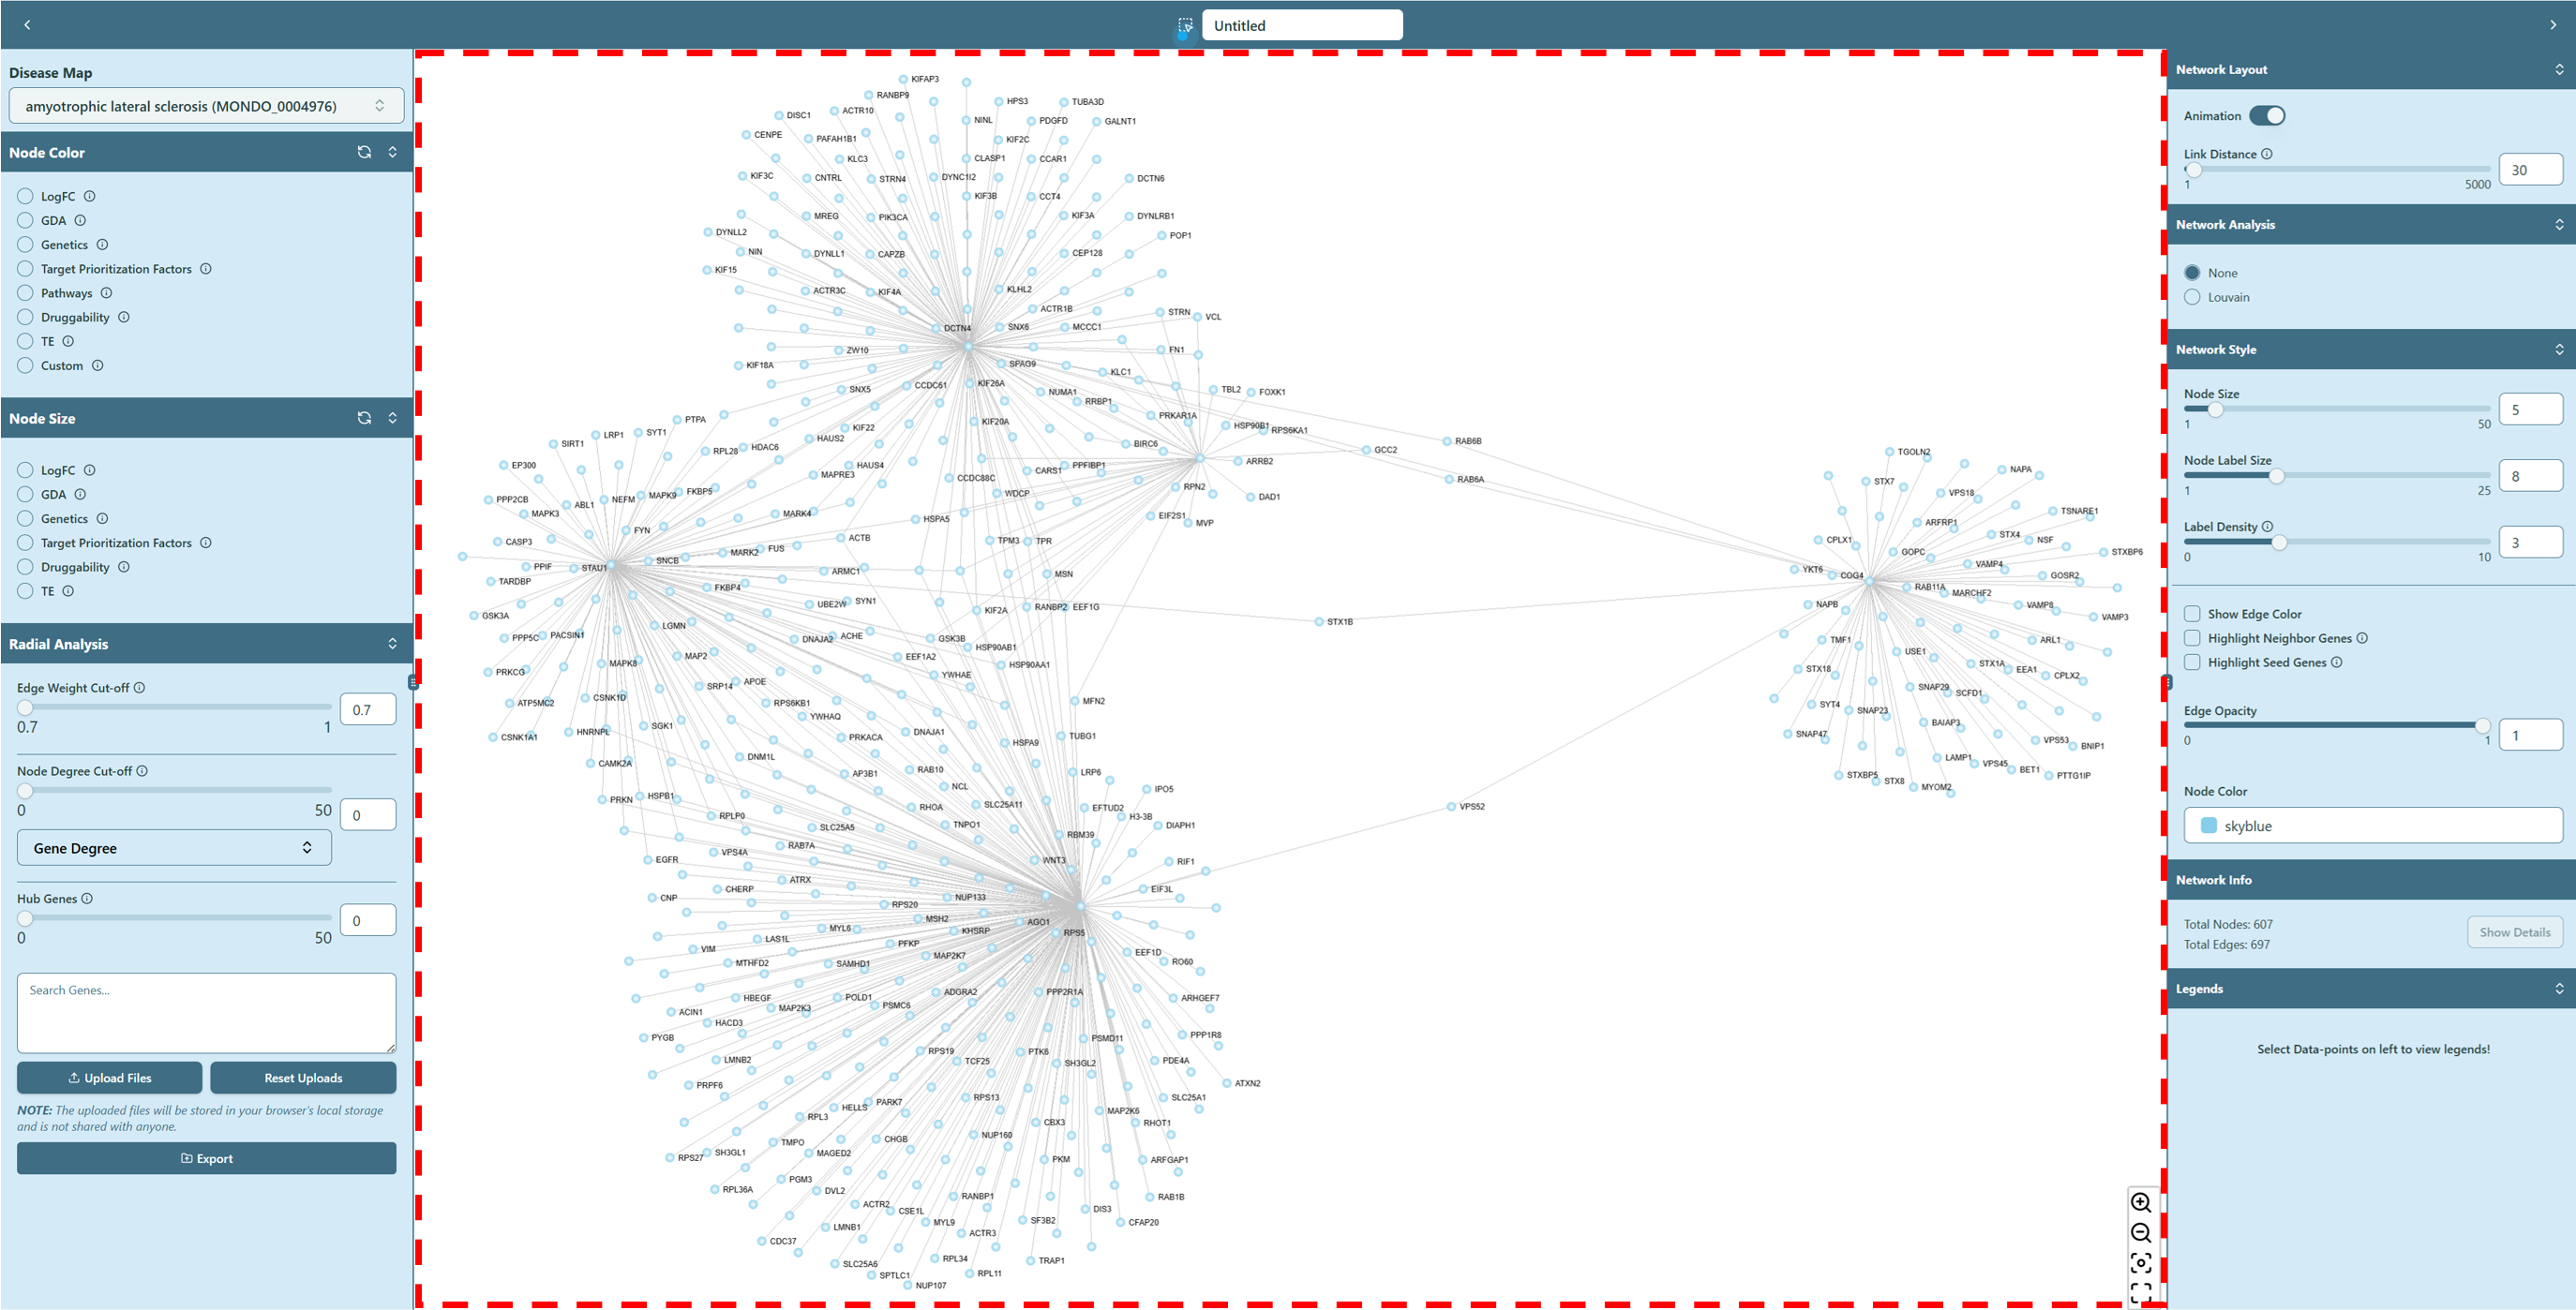 Untitled
Disease Map
amyotrophic lateral sclerosis (MONDO_0004976)
Node Color
LogFC
GDA
Genetics
Target Prioritization Factors
Pathways
Druggability
TE
Custom
Node Size
LogFC
GDA
Genetics
Target Prioritization Factors
Druggability
TE
Radial Analysis
Edge Weight Cut-off
0.7
0.7 1
Node Degree Cut-off
0 50
0
Gene Degree
Hub Genes
0
0 50
Search Genes...
Upload Files
Reset Uploads
NOTE: The uploaded files will be stored in your browser's local storage
and is not shared with anyone.
Export
KIFAP3
RANBP9
HPS3
TUBA3D
DISC1
ACTR10
NINL
PDGFD
GALNT1
CENPE
PAFAH1B1
KIF2C
KLC3
CLASP1
CCAR1
KIF3C
CNTRL
STRN4
DYNC1I2
DCTN6
KIF3B
CCT4
MREG
PIK3CA
KIF3A
DYNLRB1
DYNLL2
POP1
NIN
DYNLL1
CAPZB
CEP128
KIF15
ACTR3C
KIF4A
KLHL2
ACTR1B
STRN
VCL
DCTN4
SNX6
MCCC1
ZW10
FN1
KIF18A
SPAG9
KLC1
SNX5
CCDC61
KIF26A
NUMA1
TBL2
FOXK1
RRBP1
PTPA
PRKAR1A
KIF20A
HSP90B1
RPS6KA1
SIRT1
LRP1
SYT1
KIF22
HAUS2
BIRC6
GCC2
RAB6B
RPL28
HDAC6
TGOLN2
EP300
HAUS4
MAPRE3
CARS1
PPFIBP1
ARRB2
NAPA
CCDC88C
RAB6A
STX7
PPP2CB
ABL1
NEFM
MAPK9
FKBP5
WDCP
RPN2
DAD1
VPS18
MAPK3
MARK4
HSPA5
EIF2S1
MVP
TSNARE1
FYN
ARFRP1
CASP3
ACTB
TPM3
TPR
CPLX1
STX4
NSF
MARK2
FUS
GOPC
STXBP6
PPIF
STAU1
SNCB
ARMC1
MSN
YKT6
COG4
VAMP4
GOSR2
TARDBP
FKBP4
RAB11A
MARCHF2
UBE2W
SYN1
KIF2A
RANBP2
EEF1G
NAPB
VAMP8
GSK3A
LGMN
STX1B
VAMP3
PPP5C
PACSIN1
DNAJA2
ACHE
GSK3B
HSP90AB1
TMF1
ARL1
MAPK8
MAP2
EEF1A2
HSP90AA1
USE1
STX1A
EEA1
PRKCG
YWHAE
STX18
CPLX2
SRP14
APOE
SNAP29
SCFD1
ATP5MC2
CSNK1D
RPS6KB1
MFN2
SYT4
SNAP23
YWHAQ
BAIAP3
CSNK1A1
HNRNPL
SGK1
PRKACA
DNAJA1
HSPA9
TUBG1
SNAP47
VPS53
BNIP1
CAMK2A
DNM1L
AP3B1
RAB10
LRP6
LAMP1
VPS45
BET1
PTTG1IP
STXBP5
STX8
MYOM2
PRKN
HSPB1
NCL
IPO5
RHOA
SLC25A11
EFTUD2
VPS52
RPLP0
SLC25A5
TNPO1
H3-3B
DIAPH1
RBM39
EGFR
VPS4A
RAB7A
WNT3
RIF1
CNP
CHERP
ATRX
NUP133
EIF3L
RPS20
MSH2
AGO1
KHSRP
RPS5
MYL6
VIM
LAS1L
PFKP
EEF1D
MTHFD2
SAMHD1
MAP2K7
RO60
HBEGF
POLD1
ADGRA2
PPP2R1A
ARHGEF7
ACIN1
MAP2K3
PSMC6
HACD3
PYGB
PSMD11
PPP1R8
LMNB2
RPS19
TCF25
PTK6
SH3GL2
PDE4A
PRPF6
ATXN2
RPL3
HELLS
PARK7
RPS13
SLC25A1
MAP2K6
CBX3
RHOT1
TMPO
CHGB
NUP160
RPS27
SH3GL1
MAGED2
PKM
ARFGAP1
RPL36A
PGM3
DVL2
RANBP1
RAB1B
ACTR2
CSE1L
DIS3
LMNB1
MYL9
SF3B2
CFAP20
CDC37
ACTR3
SLC25A6
RPL34
TRAP1
SPTLC1
RPL11
NUP107
Network Layout
Animation
Link Distance
30
1 5000
Network Analysis
None
Louvain
Network Style
Node Size
5
1 50
Node Label Size
8
1 25
Label Density
3
0 10
Show Edge Color
Highlight Neighbor Genes
Highlight Seed Genes
Edge Opacity
1
0 1
Node Color
skyblue
Network Info
Total Nodes: 607
Total Edges: 697
Show Details
Legends
Select Data-points on left to view legends!